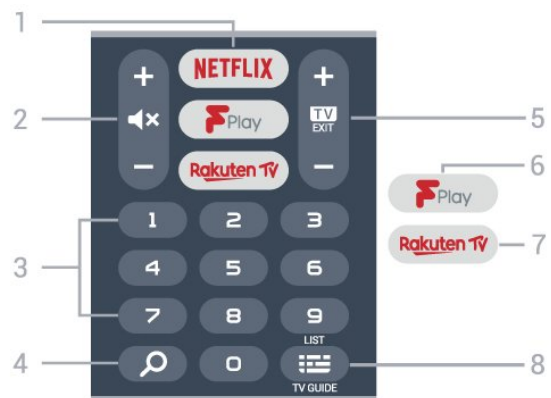 1
NETFLIX
+ +
2
F Play
TV
EXIT
5
- -
Rakuten TV
6
F Play
1 2 3
Rakuten TV
7
3
4 5 6
7 8 9
LIST
4
0
8
TV GUIDE